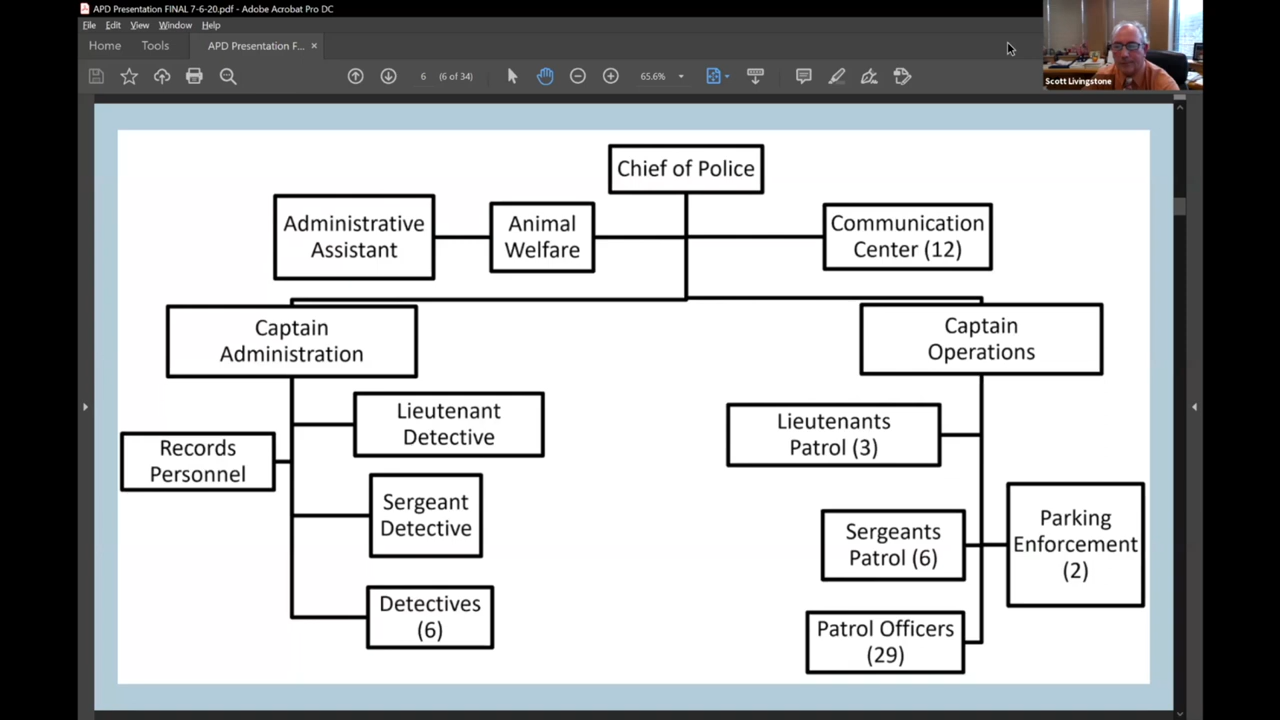 APD Presentation FINAL 7-6-20.pdf - Adobe Acrobat Pro DC
File Edit View Window Help
Home Tools APD Presentation F... ×
6 (6 of 34) 65.6%
Scott Livingstone
Chief of Police
Administrative
Assistant
Animal
Welfare
Communication
Center (12)
Captain
Administration
Captain
Operations
Lieutenant
Detective
Lieutenants
Patrol (3)
Records
Personnel
Sergeant
Detective
Sergeants
Patrol (6)
Parking
Enforcement
(2)
Detectives
(6)
Patrol Officers
(29)